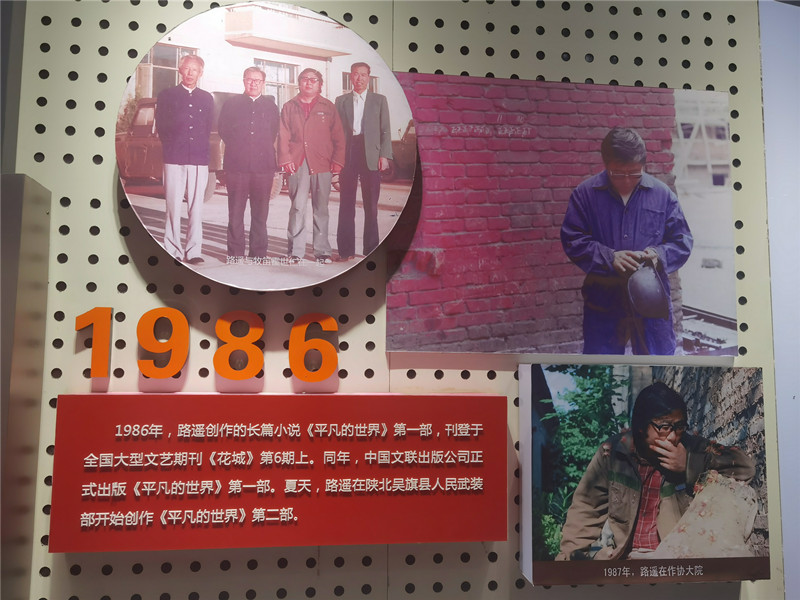 路遥与
1986
1986年，路遥创作的长篇小说《平凡的世界》第一部，刊登于
全国大型文艺期刊《花城》第6期上。同年，中国文联出版公司正
式出版《平凡的世界》第一部。夏天，路遥在陕北吴旗县人民武装
部开始创作《平凡的世界》第二部。
1987年，路遥在作协大院